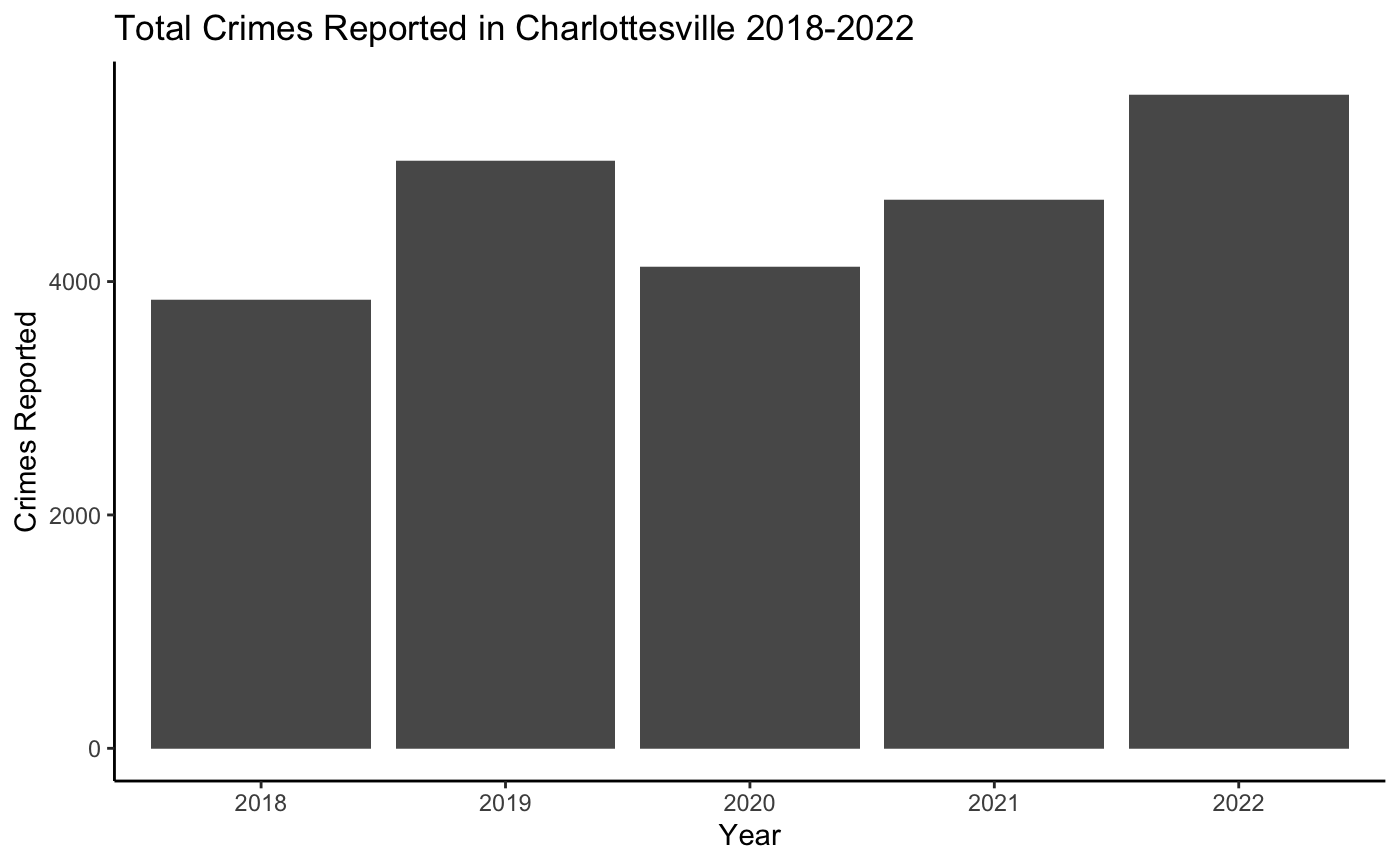 Total Crimes Reported in Charlottesville 2018-2022
Crimes Reported
4000
2000
0
2018 2019 2020 2021 2022
Year